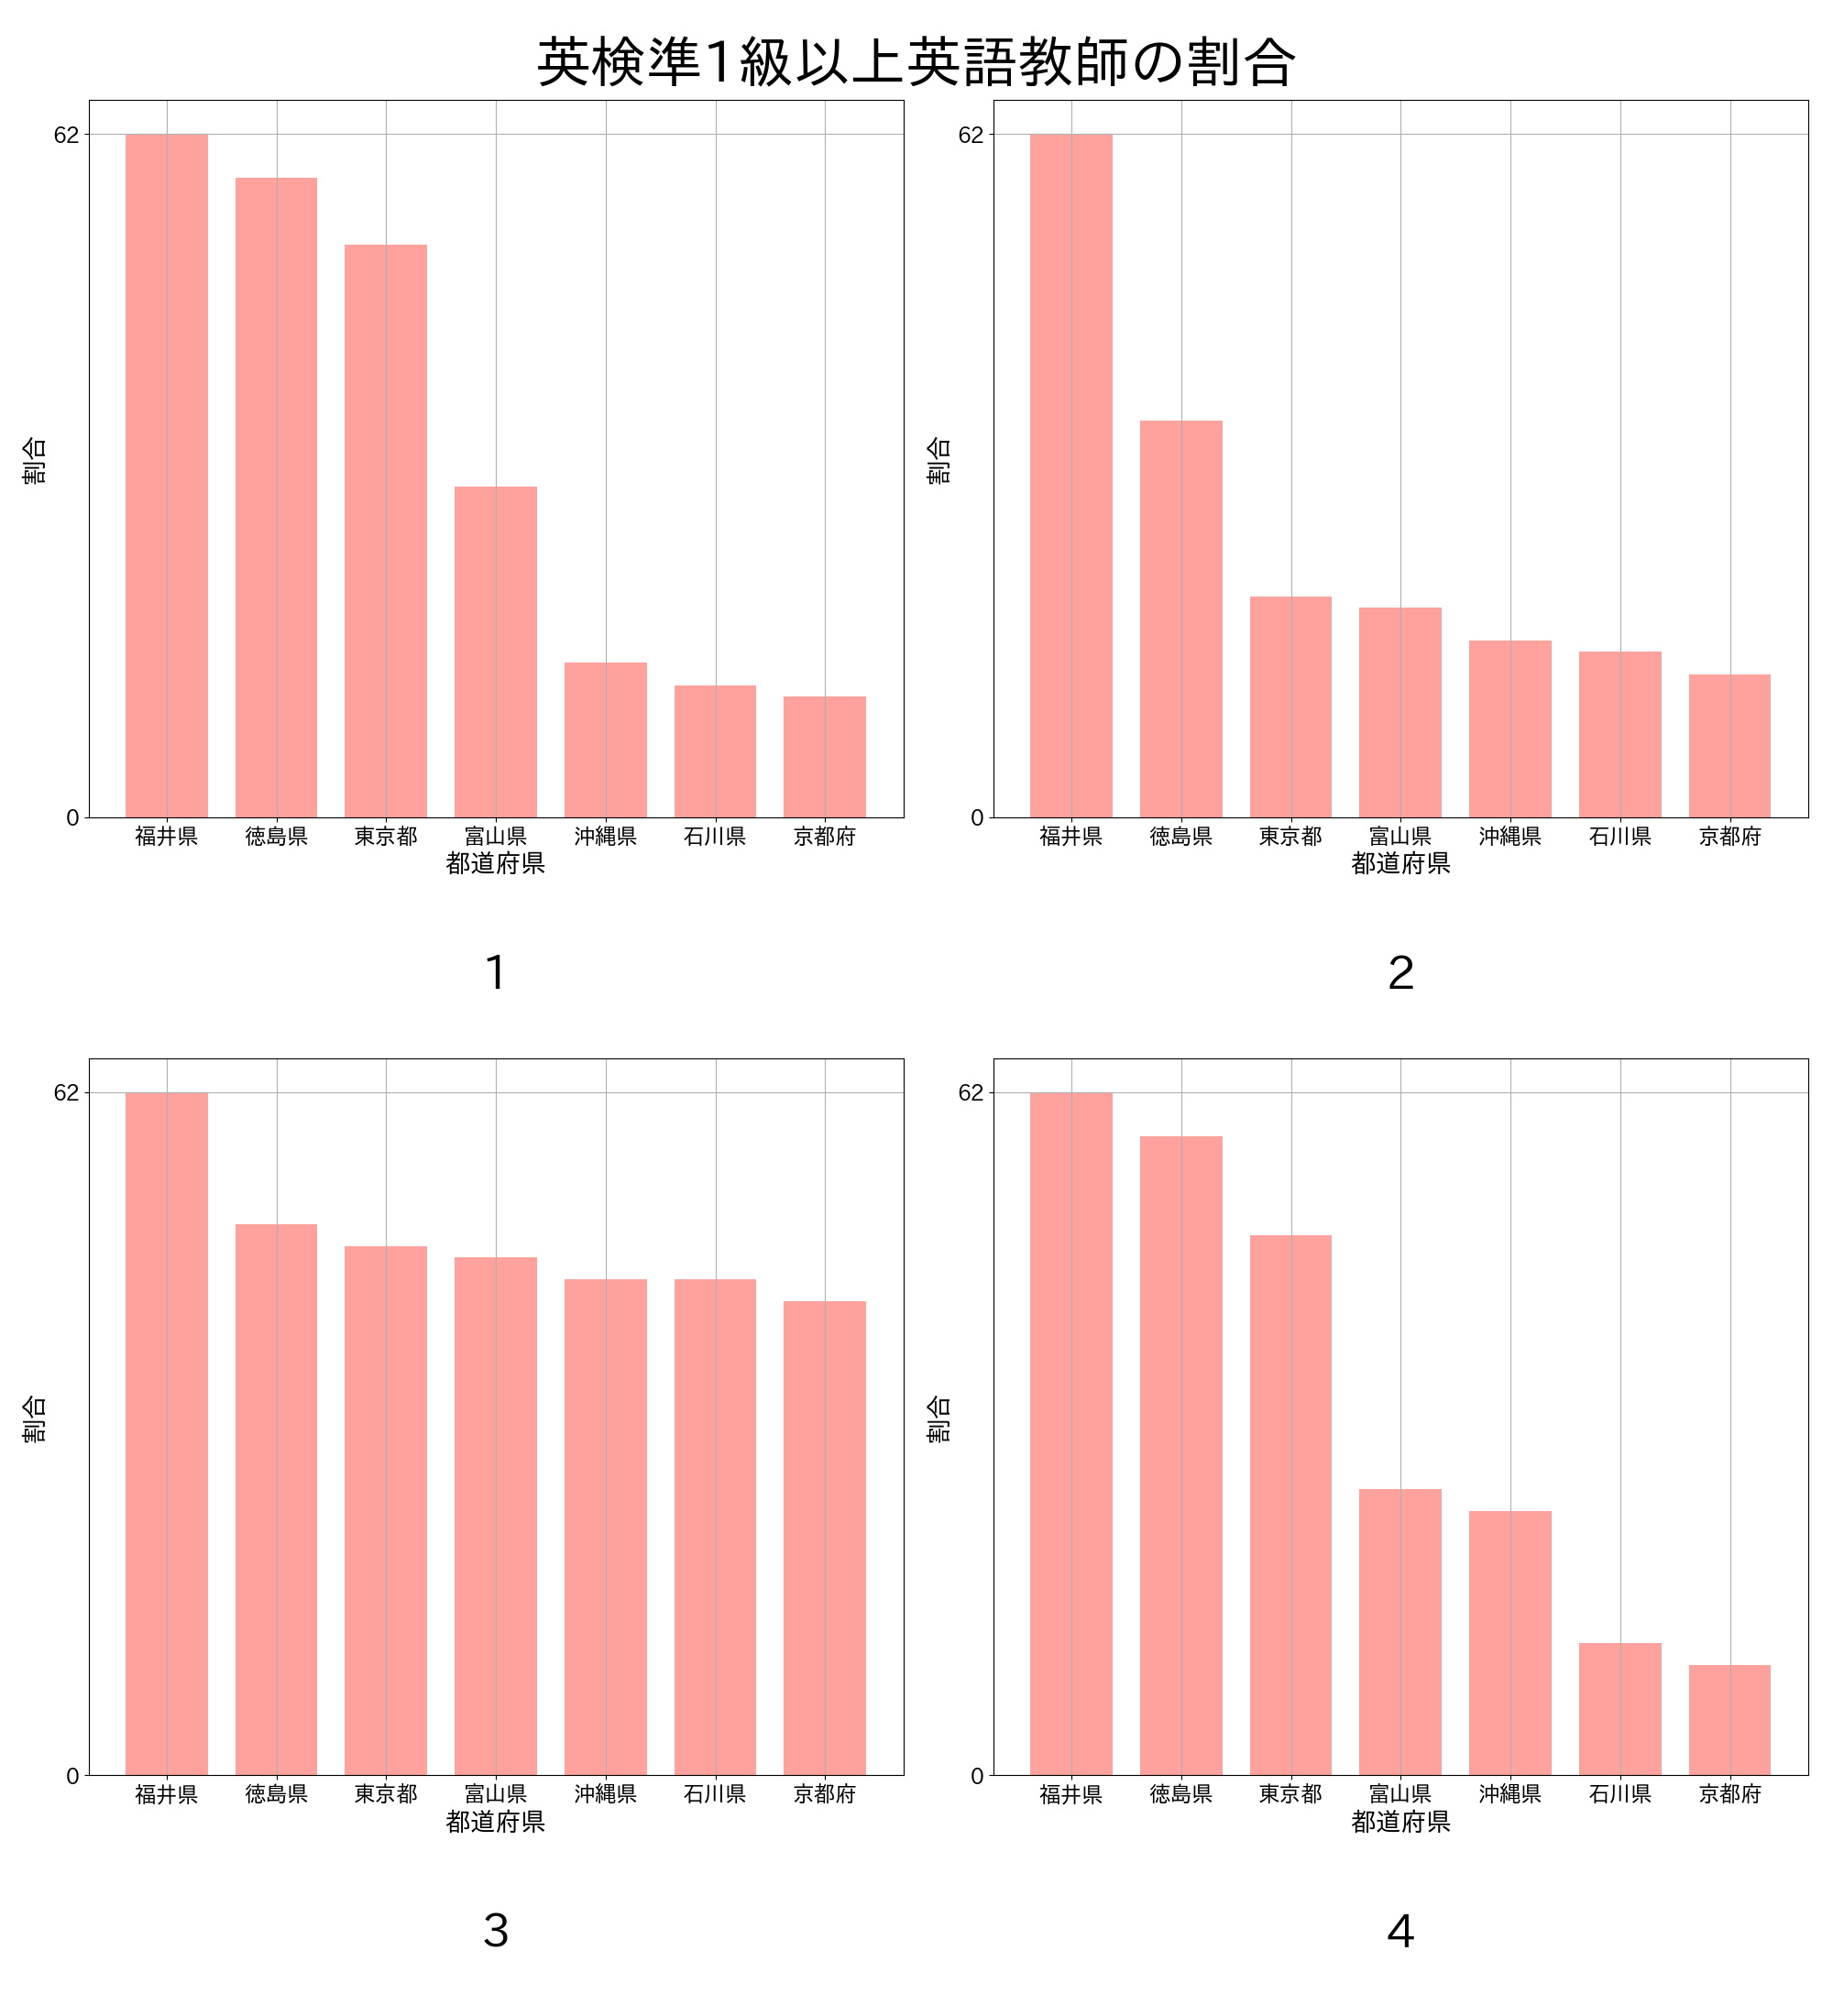 英検準1級以上英語教師の割合
62
割合
0
福井県 徳島県 東京都 富山県 沖縄県 石川県 京都府
都道府県
1
62
割合
0
福井県 徳島県 東京都 富山県 沖縄県 石川県 京都府
都道府県
2
62
割合
0
福井県 徳島県 東京都 富山県 沖縄県 石川県 京都府
都道府県
3
62
割合
0
福井県 徳島県 東京都 富山県 沖縄県 石川県 京都府
都道府県
4